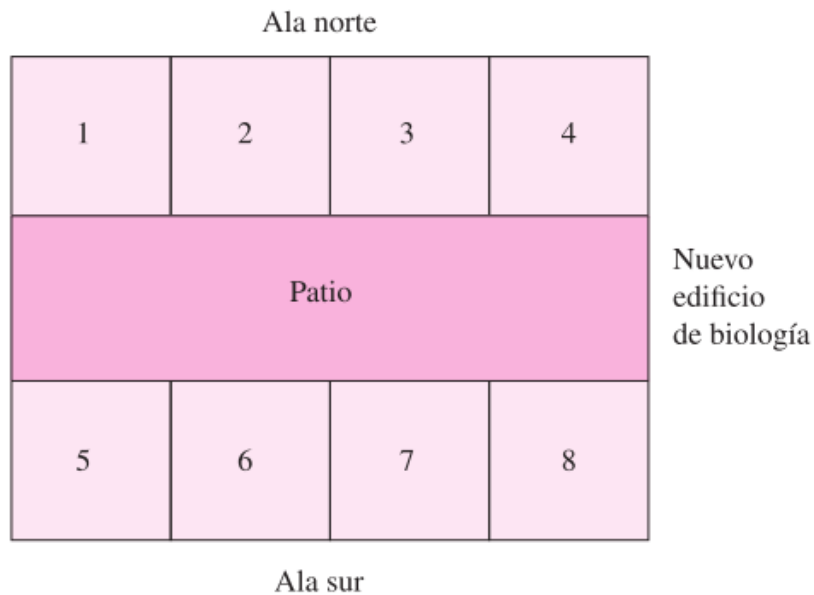 Ala norte
1 2 3 4
Patio
Nuevo
edificio
de biología
5 6 7 8
Ala sur